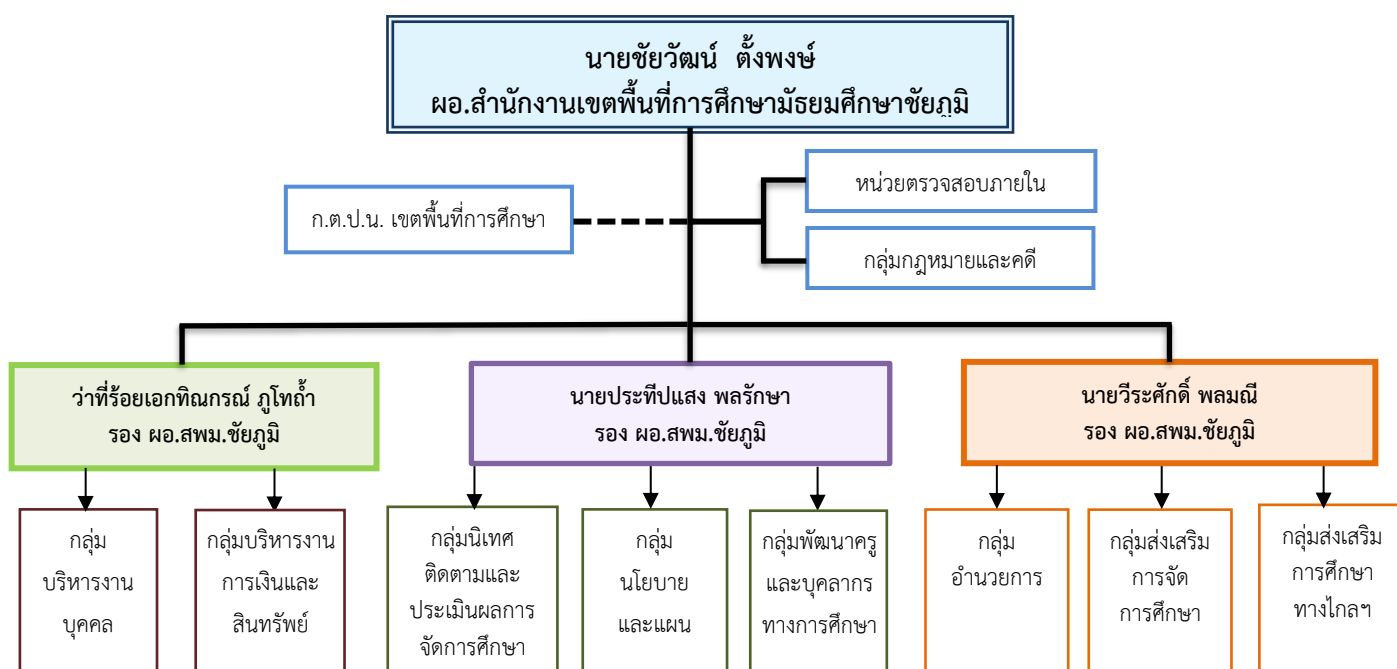 นายชัยวัฒน์ ตั้งพงษ์
ผอ.สำนักงานเขตพื้นที่การศึกษามัธยมศึกษาชัยภูมิ
หน่วยตรวจสอบภายใน
ก.ต.ป.น. เขตพื้นที่การศึกษา
กลุ่มกฎหมายและคดี
ว่าที่ร้อยเอกทิณกรณ์ ภูโทถ้ำ
รอง ผอ.สพม.ชัยภูมิ
นายประทีปแสง พลรักษา
รอง ผอ.สพม.ชัยภูมิ
นายวีระศักดิ์ พลมณี
รอง ผอ.สพม.ชัยภูมิ
กลุ่ม
บริหารงาน
บุคคล
กลุ่มบริหารงาน
การเงินและ
สินทรัพย์
กลุ่มนิเทศ
ติดตามและ
ประเมินผลการ
จัดการศึกษา
กลุ่ม
นโยบาย
และแผน
กลุ่มพัฒนาครู
และบุคลากร
ทางการศึกษา
กลุ่ม
อำนวยการ
กลุ่มส่งเสริม
การจัด
การศึกษา
กลุ่มส่งเสริม
การศึกษา
ทางไกลฯ